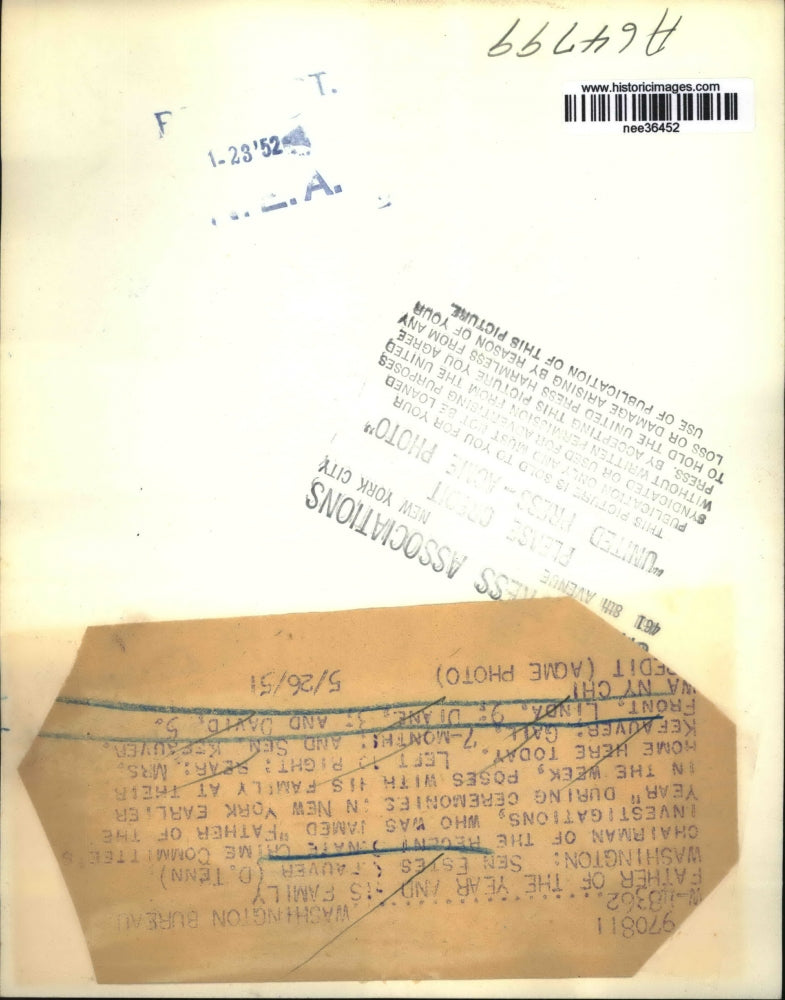 A64799
www.historicimages.com
nee36452
1-23'52
.E.A.
461 8th AVENUE
RESS ASSOCIATIONS
NEW YORK CITY
PLEASE CREDIT
"UNITED PRESS - ACME PHOTO"
THIS PICTURE IS SOLD TO YOU FOR YOUR
PUBLICATION ONLY AND MUST NOT BE LOANED
SYNDICATED OR USED FOR ADVERTISING PURPOSES
WITHOUT WRITTEN PERMISSION FROM THE UNITED
PRESS. BY ACCEPTING THIS PICTURE YOU AGREE
TO HOLD THE UNITED PRESS HARMLESS FROM ANY
LOSS OR DAMAGE ARISING BY REASON OF YOUR
USE OF PUBLICATION OF THIS PICTURE.
970811
W-18362 WASHINGTON BUREAU
FATHER OF THE YEAR AND HIS FAMILY
WASHINGTON: SEN ESTES KEFAUVER (D. TENN)
CHAIRMAN OF THE RECENT SENATE CRIME COMMITTEE'S
INVESTIGATIONS, WHO WAS NAMED "FATHER OF THE
YEAR" DURING CEREMONIES IN NEW YORK EARLIER
IN THE WEEK, POSES WITH HIS FAMILY AT THEIR
HOME HERE TODAY. LEFT TO RIGHT: REAR: MRS.
KEFAUVER: GAIL, 7-MONTH: AND SEN KEFAUVER.
FRONT, LINDA, 9; DIANE, 3; AND DAVID, 5.
WA NY CHI
CREDIT (ACME PHOTO) 5/26/51